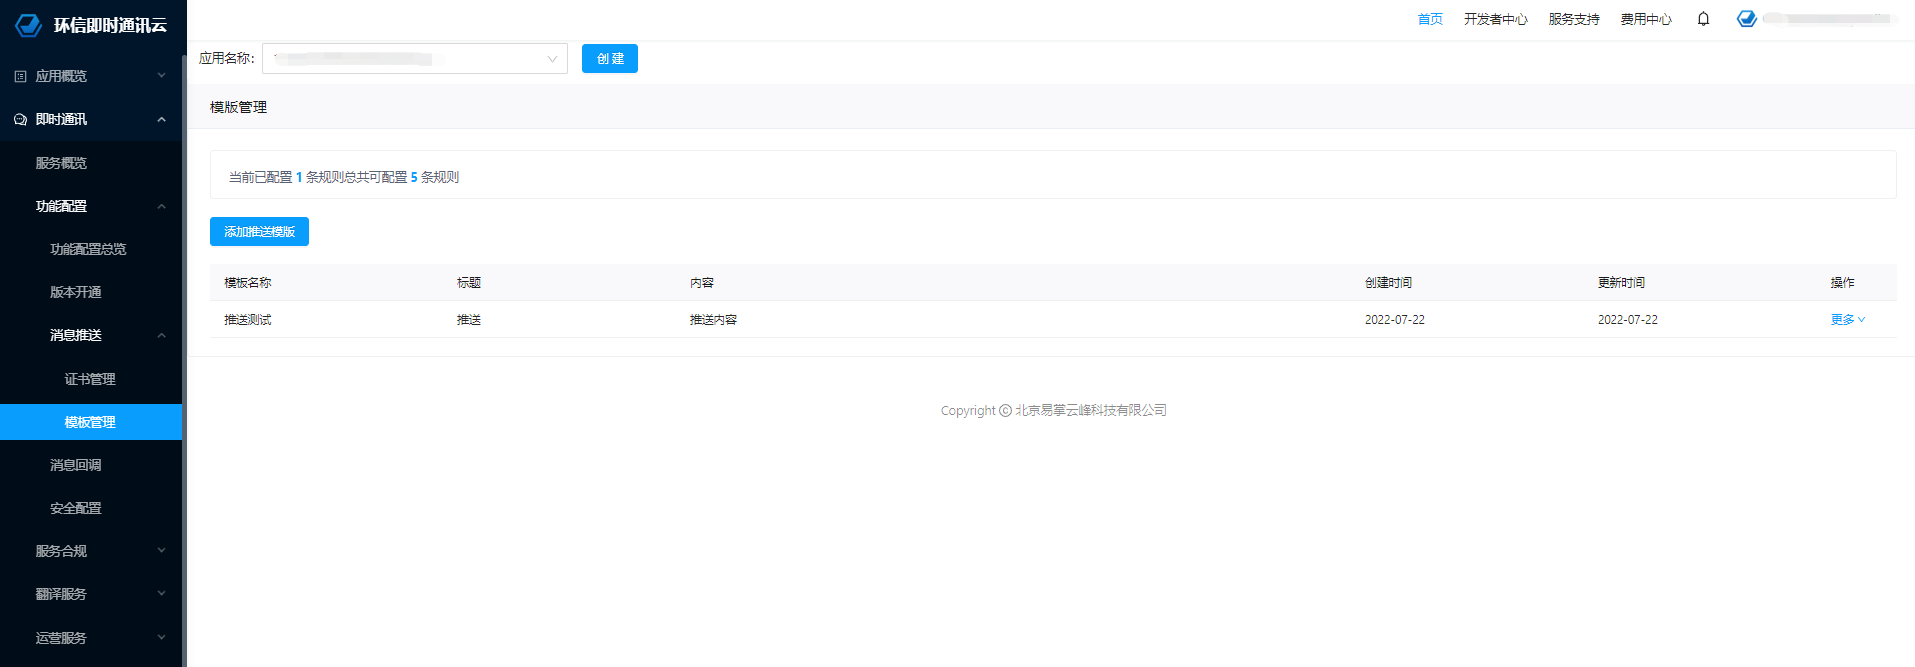 环信即时通讯云
首页 开发者中心 服务支持 费用中心
应用名称: 创 建
应用概览
即时通讯
服务概览
功能配置
功能配置总览
版本开通
消息推送
证书管理
模板管理
消息回调
安全配置
服务合规
翻译服务
运营服务
模版管理
当前已配置 1 条规则总共可配置 5 条规则
添加推送模版
模板名称 标题 内容 创建时间 更新时间 操作
推送测试 推送 推送内容 2022-07-22 2022-07-22 更多
Copyright © 北京易掌云峰科技有限公司